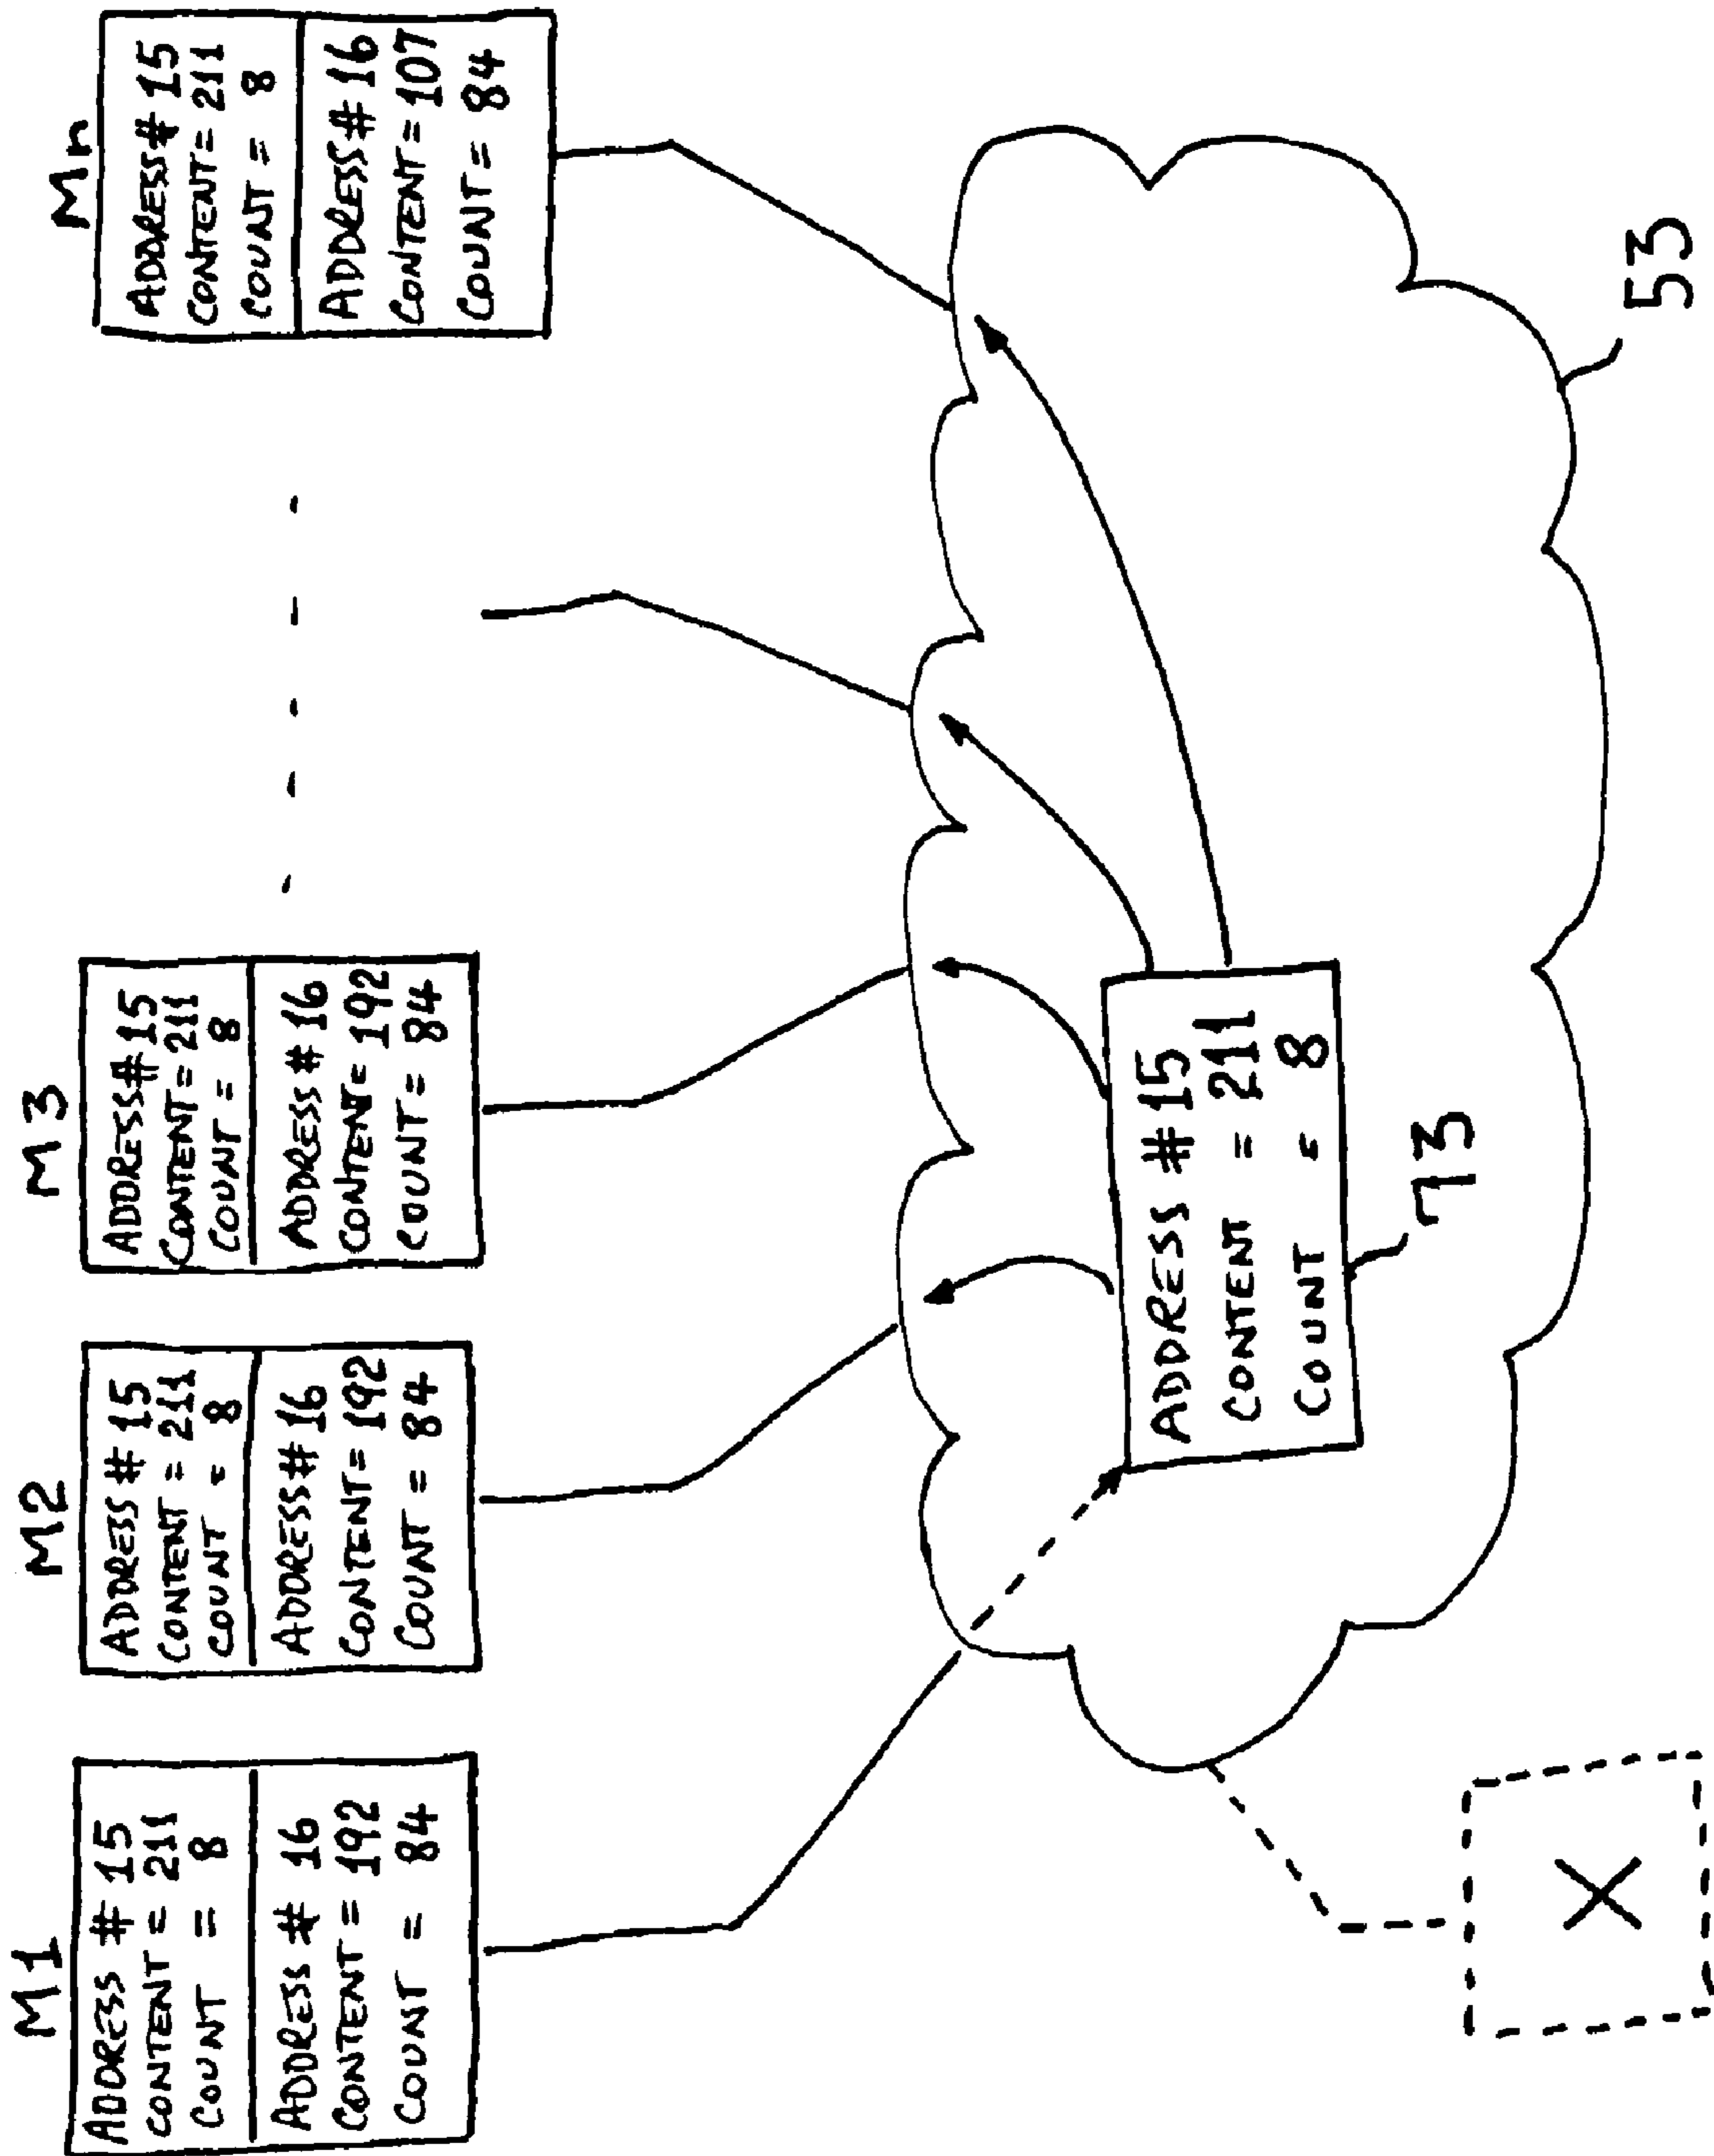 M1
ADDRESS # 15
CONTENT = 211
COUNT = 8
ADDRESS # 16
CONTENT = 192
COUNT = 84
M2
ADDRESS # 15
CONTENT = 211
COUNT = 8
ADDRESS # 16
CONTENT = 192
COUNT = 84
M3
ADDRESS # 15
CONTENT = 211
COUNT = 8
ADDRESS # 16
CONTENT = 192
COUNT = 84
Mn
ADDRESS # 15
CONTENT = 211
COUNT = 8
ADDRESS # 16
CONTENT = 107
COUNT = 84
ADDRESS # 15
CONTENT = 211
COUNT = 8
73
53
X